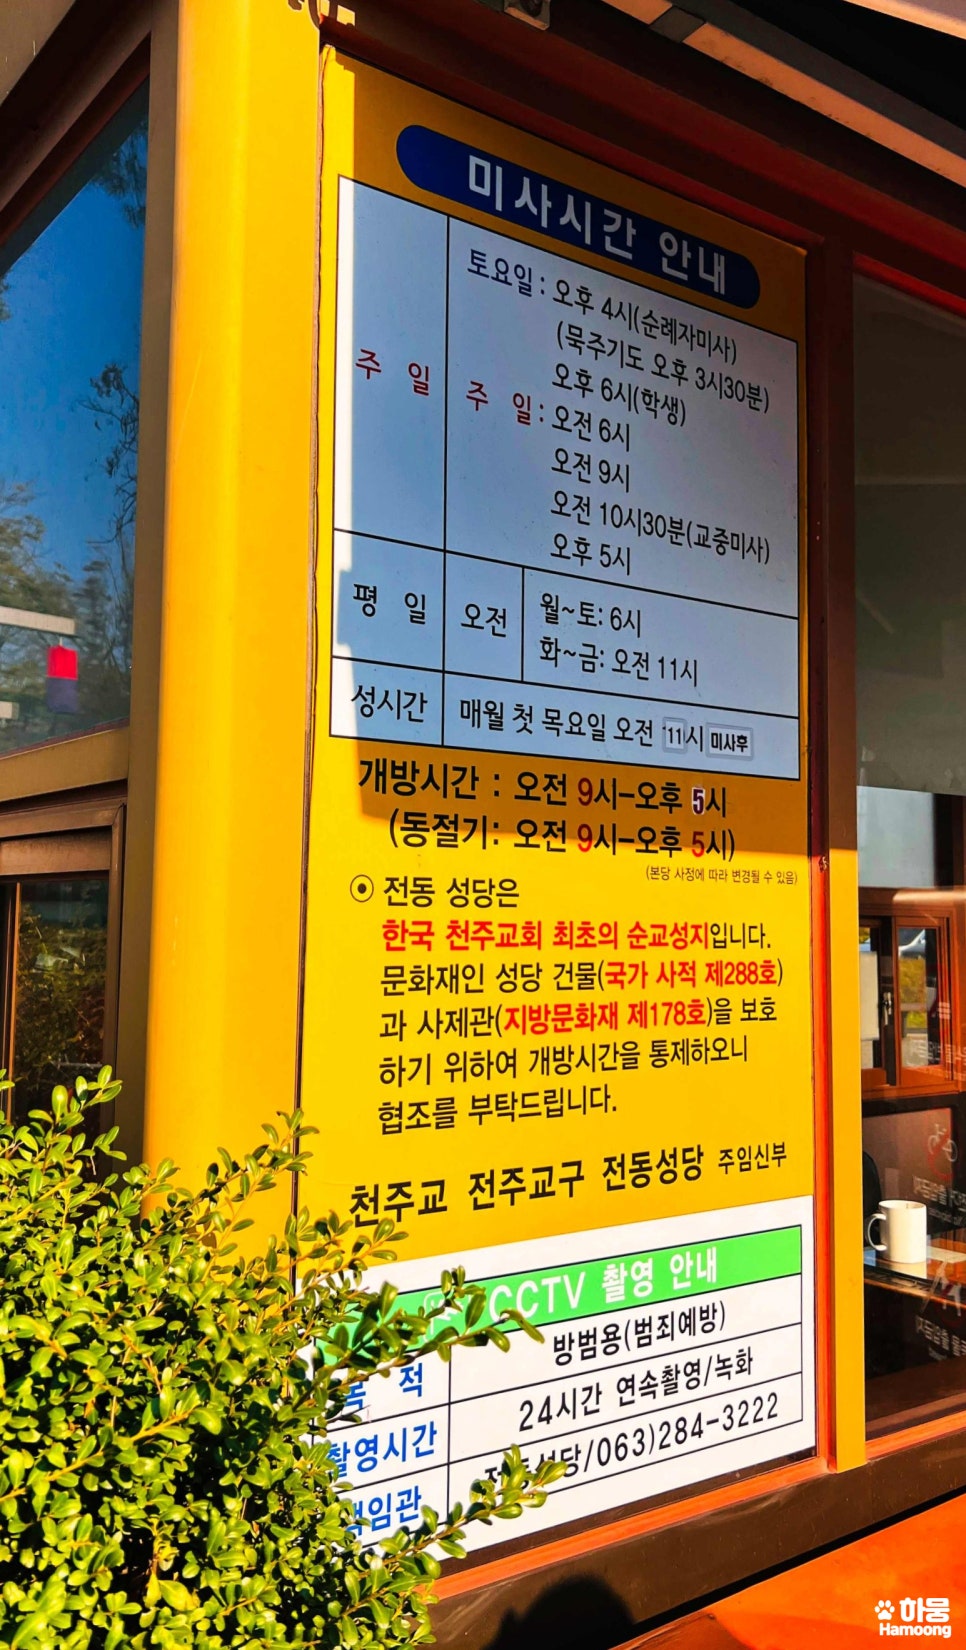 미사시간 안내
주 일
토요일: 오후 4시(순례자미사)
(묵주기도 오후 3시30분)
오후 6시(학생)
주 일: 오전 6시
오전 9시
오전 10시30분(교중미사)
오후 5시
평 일 오전 월~토: 6시
화~금: 오전 11시
성시간 매월 첫 목요일 오전 11시 미사후
개방시간 : 오전 9시-오후 5시
(동절기: 오전 9시-오후 5시)
(본당 사정에 따라 변경될 수 있음)
⊙ 전동 성당은
한국 천주교회 최초의 순교성지입니다.
문화재인 성당 건물(국가 사적 제288호)
과 사제관(지방문화재 제178호)을 보호
하기 위하여 개방시간을 통제하오니
협조를 부탁드립니다.
천주교 전주교구 전동성당 주임신부
CCTV 촬영 안내
목 적 방범용(범죄예방)
촬영시간 24시간 연속촬영/녹화
책임관 전동성당/063)284-3222
하뭉
Hamoong